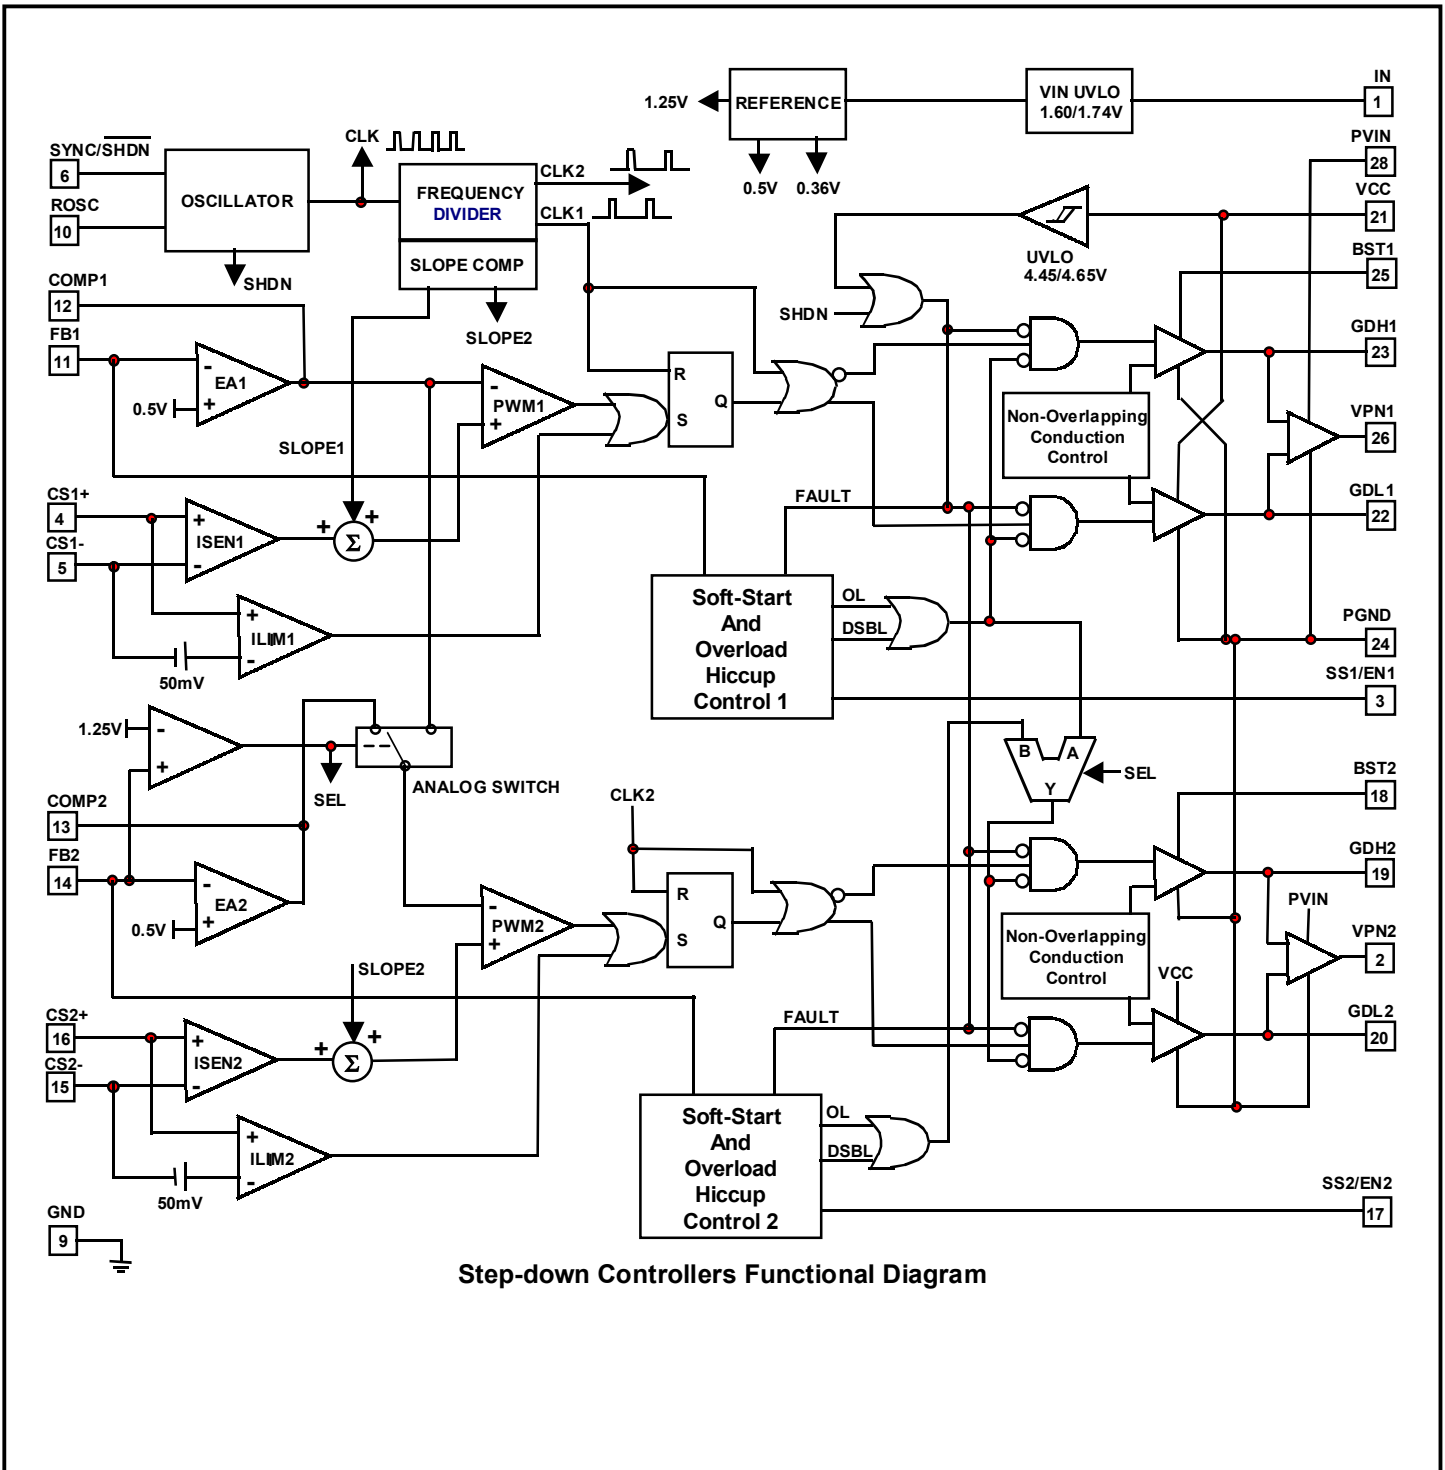 IN
1
VIN UVLO
1.60/1.74V
REFERENCE
1.25V
0.5V
0.36V
PVIN
28
VCC
21
SYNC/SHDN
6
ROSC
10
OSCILLATOR
SHDN
CLK
FREQUENCY
DIVIDER
SLOPE COMP
CLK2
CLK1
SLOPE2
UVLO
4.45/4.65V
SHDN
BST1
25
COMP1
12
FB1
11
-
EA1
+
0.5V
SLOPE1
-
PWM1
+
R
S
Q
Non-Overlapping
Conduction
Control
GDH1
23
VPN1
26
GDL1
22
CS1+
4
CS1-
5
+
ISEN1
-
+
+
Σ
+
ILIM1
-
50mV
FAULT
Soft-Start
And
Overload
Hiccup
Control 1
OL
DSBL
PGND
24
SS1/EN1
3
1.25V
-
+
SEL
ANALOG SWITCH
B
A
Y
SEL
COMP2
13
FB2
14
-
EA2
+
0.5V
CLK2
-
PWM2
+
R
S
Q
BST2
18
GDH2
19
PVIN
Non-Overlapping
Conduction
Control
VCC
VPN2
2
GDL2
20
SLOPE2
CS2+
16
CS2-
15
+
ISEN2
-
+
+
Σ
+
ILIM2
-
50mV
FAULT
Soft-Start
And
Overload
Hiccup
Control 2
OL
DSBL
SS2/EN2
17
GND
9
Step-down Controllers Functional Diagram